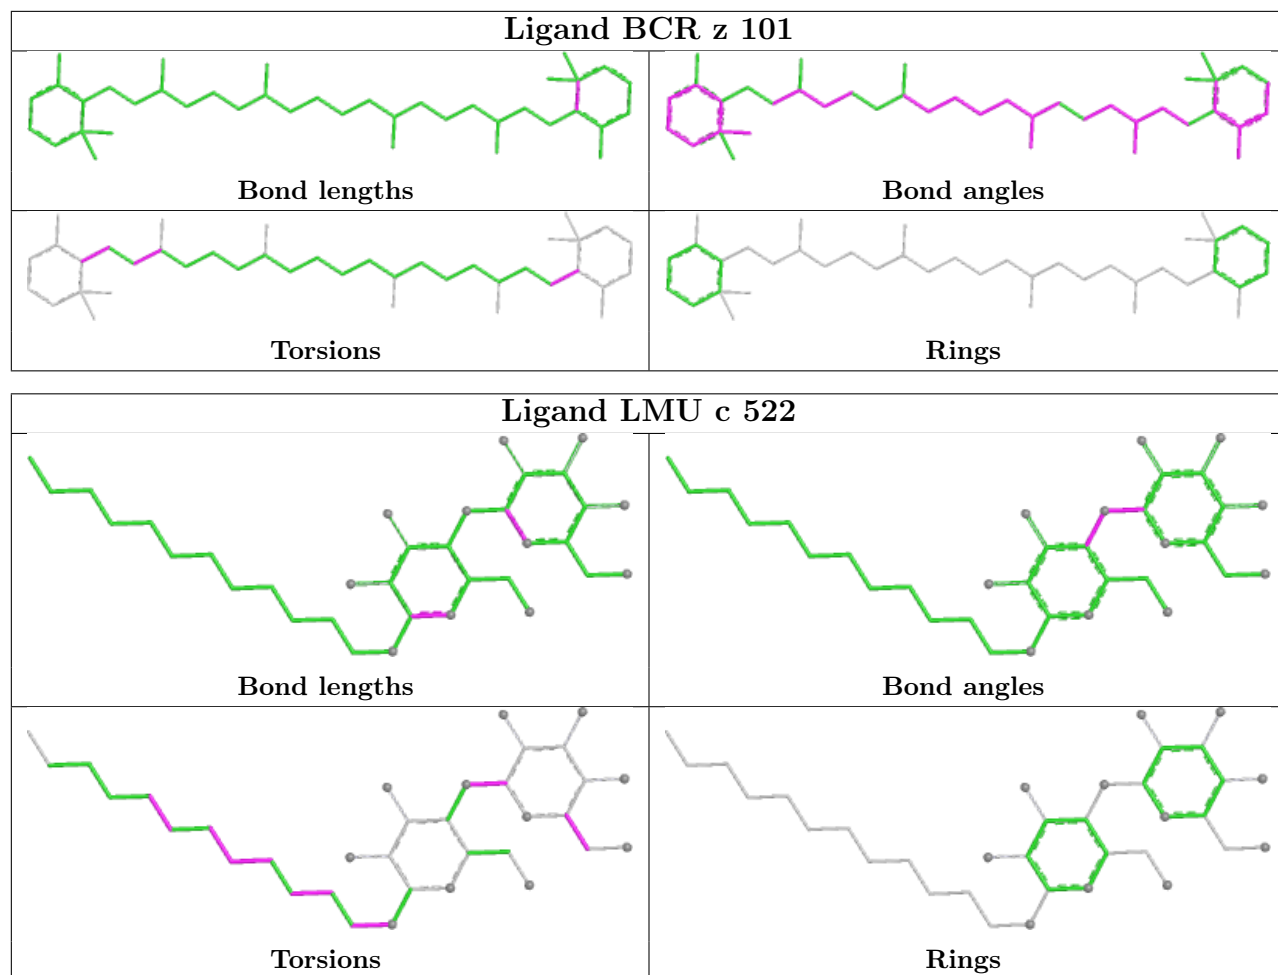 Ligand BCR z 101
Bond lengths
Bond angles
Torsions
Rings
Ligand LMU c 522
Bond lengths
Bond angles
Torsions
Rings